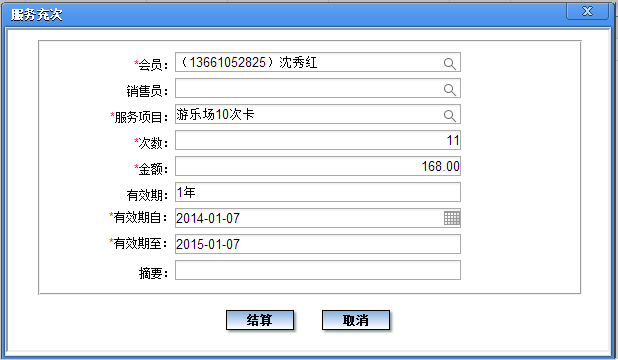 服务充次
x
*会员： （13661052825）沈秀红
销售员：
*服务项目： 游乐场10次卡
*次数： 11
*金额： 168.00
有效期： 1年
*有效期自： 2014-01-07
*有效期至： 2015-01-07
摘要：
结算 取消